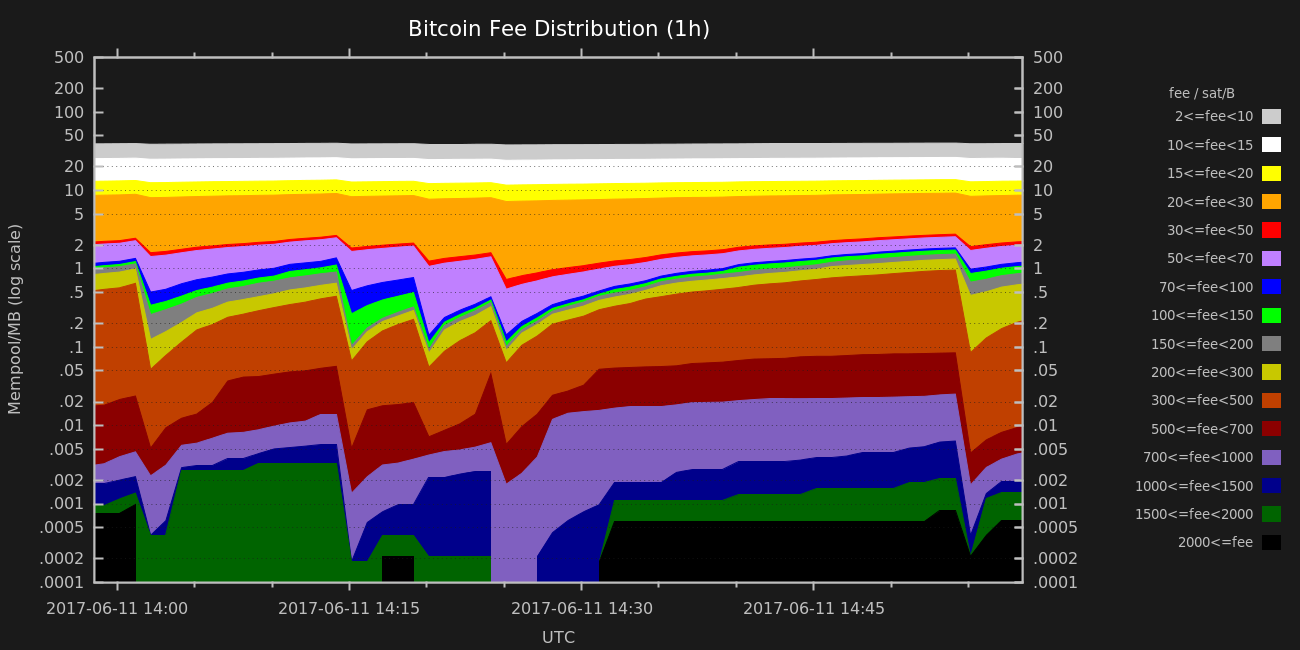 Bitcoin Fee Distribution (1h)
500 500
200 200
100 100
50 50
20 20
10 10
5 5
2 2
1 1
.5 .5
.2 .2
.1 .1
.05 .05
.02 .02
.01 .01
.005 .005
.002 .002
.001 .001
.0005 .0005
.0002 .0002
.0001 .0001
Mempool/MB (log scale)
2017-06-11 14:00 2017-06-11 14:15 2017-06-11 14:30 2017-06-11 14:45
UTC
fee / sat/B
2<=fee<10
10<=fee<15
15<=fee<20
20<=fee<30
30<=fee<50
50<=fee<70
70<=fee<100
100<=fee<150
150<=fee<200
200<=fee<300
300<=fee<500
500<=fee<700
700<=fee<1000
1000<=fee<1500
1500<=fee<2000
2000<=fee